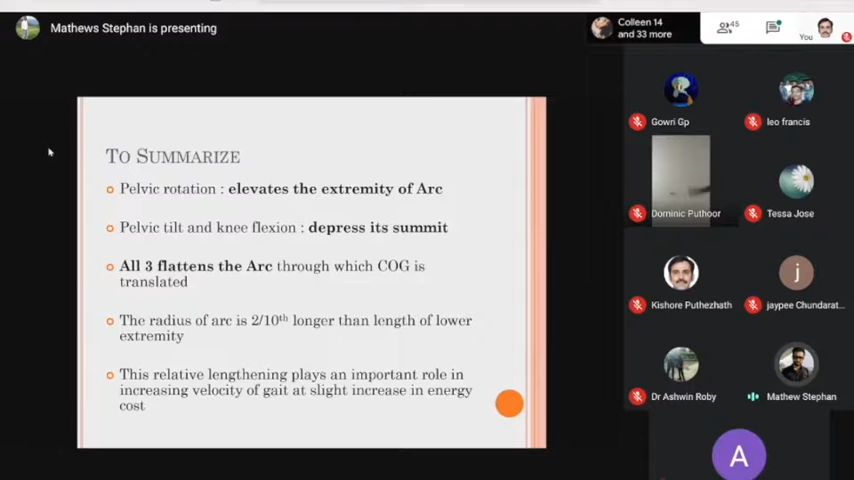 Mathews Stephan is presenting
Colleen 14
and 33 more
45
You
TO SUMMARIZE
Pelvic rotation : elevates the extremity of Arc
Pelvic tilt and knee flexion : depress its summit
All 3 flattens the Arc through which COG is
translated
The radius of arc is 2/10th longer than length of lower
extremity
This relative lengthening plays an important role in
increasing velocity of gait at slight increase in energy
cost
Gowri Gp
leo francis
Dominic Puthoor
Tessa Jose
Kishore Puthezhath
j
jaypee Chundarat...
Dr Ashwin Roby
Mathew Stephan
A